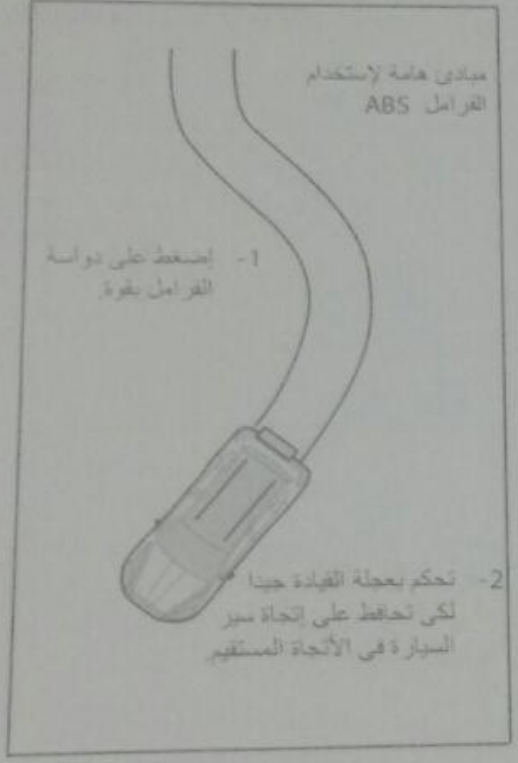 مبادئ هامة لإستخدام
الفرامل ABS
1- إضغط على دواسة
الفرامل بقوة.
2- تحكم بعجلة القيادة جيدا
لكى تحافظ على إتجاة سير
السيارة فى الأتجاة المستقيم.